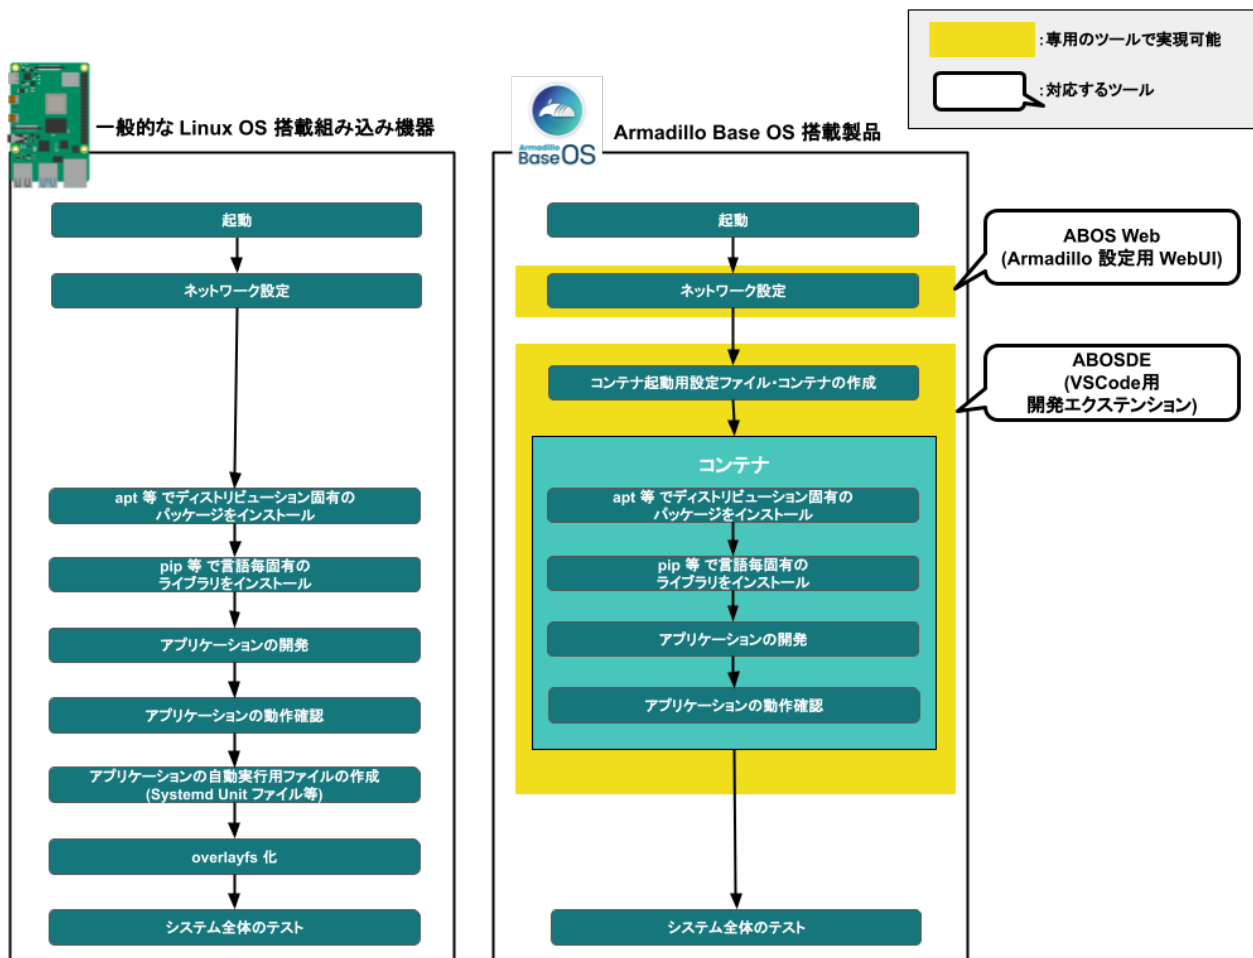 :専用のツールで実現可能
:対応するツール
一般的な Linux OS 搭載組み込み機器
起動
ネットワーク設定
apt 等 でディストリビューション固有の
パッケージをインストール
pip 等 で言語毎固有の
ライブラリをインストール
アプリケーションの開発
アプリケーションの動作確認
アプリケーションの自動実行用ファイルの作成
(Systemd Unit ファイル等)
overlayfs 化
システム全体のテスト
Armadillo
Base OS
Armadillo Base OS 搭載製品
起動
ネットワーク設定
コンテナ起動用設定ファイル・コンテナの作成
コンテナ
apt 等 でディストリビューション固有の
パッケージをインストール
pip 等 で言語毎固有の
ライブラリをインストール
アプリケーションの開発
アプリケーションの動作確認
システム全体のテスト
ABOS Web
(Armadillo 設定用 WebUI)
ABOSDE
(VSCode用
開発エクステンション)